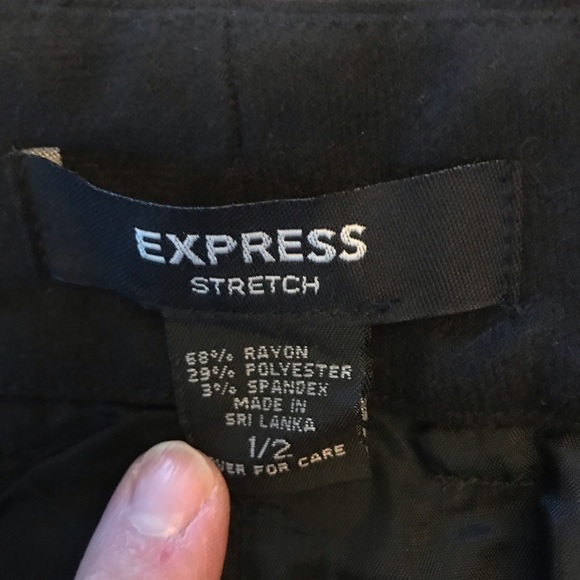 EXPRESS
STRETCH
68% RAYON
29% POLYESTER
3% SPANDEX
MADE IN
SRI LANKA
1/2
FOR CARE